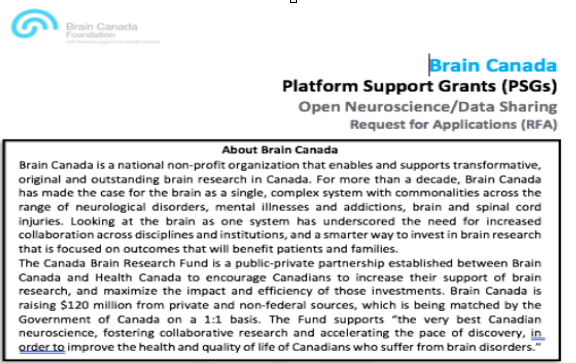 Brain Canada
Foundation
Brain Canada
Platform Support Grants (PSGs)
Open Neuroscience/Data Sharing
Request for Applications (RFA)
About Brain Canada
Brain Canada is a national non-profit organization that enables and supports transformative,
original and outstanding brain research in Canada. For more than a decade, Brain Canada
has made the case for the brain as a single, complex system with commonalities across the
range of neurological disorders, mental illnesses and addictions, brain and spinal cord
injuries. Looking at the brain as one system has underscored the need for increased
collaboration across disciplines and institutions, and a smarter way to invest in brain research
that is focused on outcomes that will benefit patients and families.
The Canada Brain Research Fund is a public-private partnership established between Brain
Canada and Health Canada to encourage Canadians to increase their support of brain
research, and maximize the impact and efficiency of those investments. Brain Canada is
raising $120 million from private and non-federal sources, which is being matched by the
Government of Canada on a 1:1 basis. The Fund supports “the very best Canadian
neuroscience, fostering collaborative research and accelerating the pace of discovery, in
order to improve the health and quality of life of Canadians who suffer from brain disorders.”